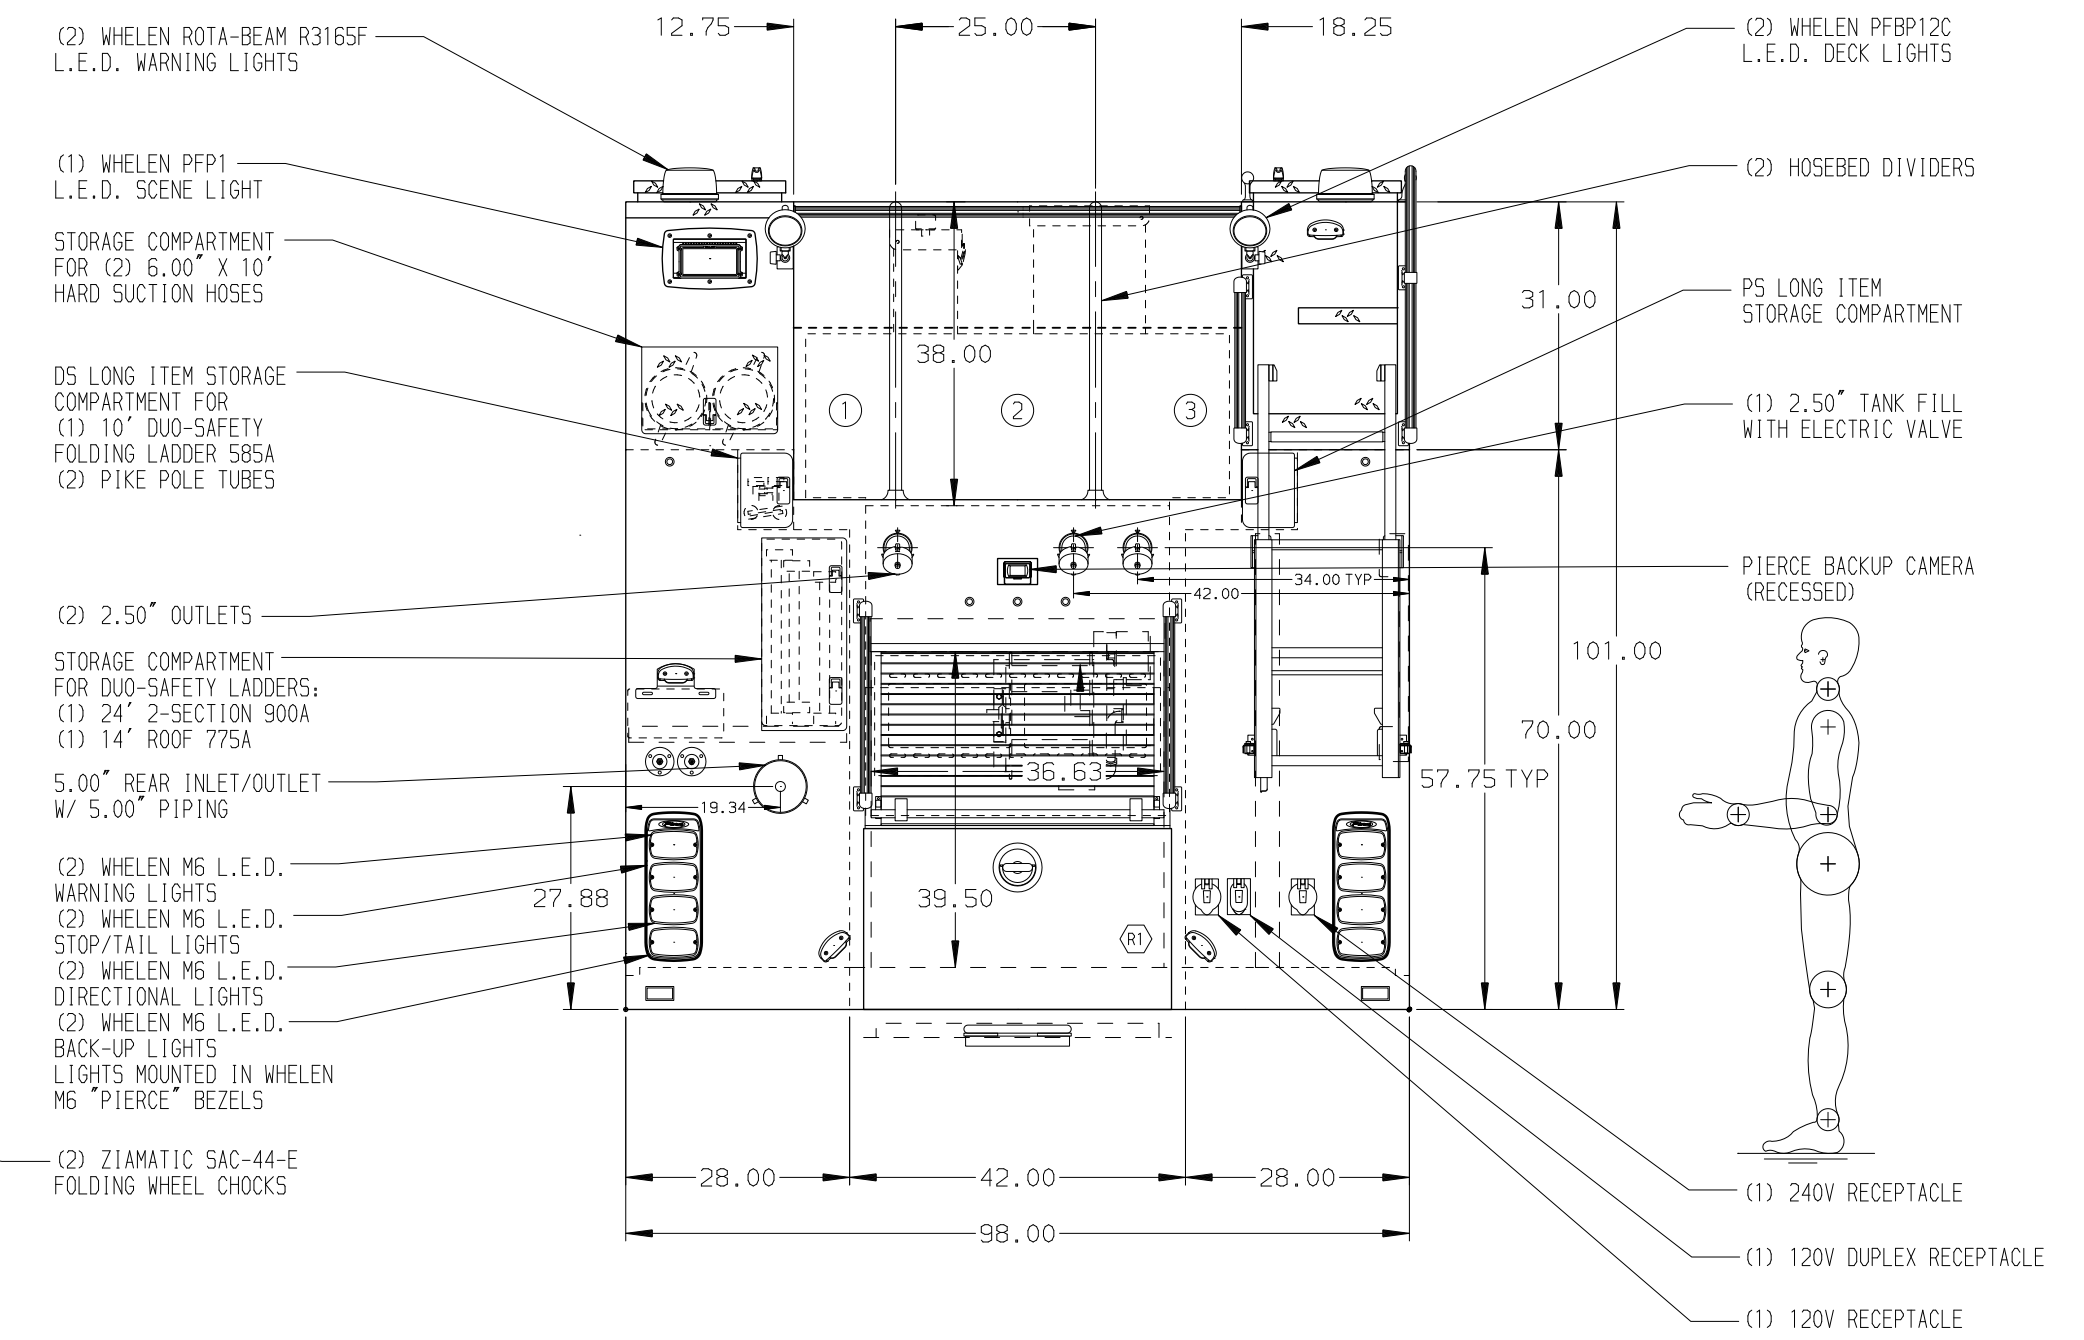 (2) WHELEN ROTA-BEAM R3165F
L.E.D. WARNING LIGHTS
(1) WHELEN PFP1
L.E.D. SCENE LIGHT
STORAGE COMPARTMENT
FOR (2) 6.00" X 10'
HARD SUCTION HOSES
DS LONG ITEM STORAGE
COMPARTMENT FOR
(1) 10' DUO-SAFETY
FOLDING LADDER 585A
(2) PIKE POLE TUBES
(2) 2.50" OUTLETS
STORAGE COMPARTMENT
FOR DUO-SAFETY LADDERS:
(1) 24' 2-SECTION 900A
(1) 14' ROOF 775A
5.00" REAR INLET/OUTLET
W/ 5.00" PIPING
(2) WHELEN M6 L.E.D.
WARNING LIGHTS
(2) WHELEN M6 L.E.D.
STOP/TAIL LIGHTS
(2) WHELEN M6 L.E.D.
DIRECTIONAL LIGHTS
(2) WHELEN M6 L.E.D.
BACK-UP LIGHTS
LIGHTS MOUNTED IN WHELEN
M6 "PIERCE" BEZELS
(2) ZIAMATIC SAC-44-E
FOLDING WHEEL CHOCKS
12.75
25.00
18.25
38.00
31.00
1
2
3
34.00 TYP
42.00
101.00
70.00
57.75 TYP
36.63
19.34
27.88
39.50
R1
28.00
42.00
28.00
98.00
(2) WHELEN PFBP12C
L.E.D. DECK LIGHTS
(2) HOSEBED DIVIDERS
PS LONG ITEM
STORAGE COMPARTMENT
(1) 2.50" TANK FILL
WITH ELECTRIC VALVE
PIERCE BACKUP CAMERA
(RECESSED)
(1) 240V RECEPTACLE
(1) 120V DUPLEX RECEPTACLE
(1) 120V RECEPTACLE